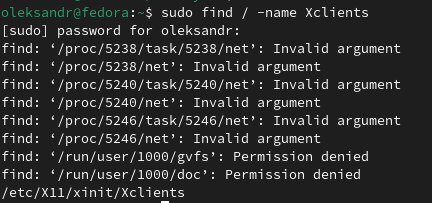 oleksandr@fedora:~$ sudo find / -name Xclients
[sudo] password for oleksandr:
find: ‘/proc/5238/task/5238/net’: Invalid argument
find: ‘/proc/5238/net’: Invalid argument
find: ‘/proc/5240/task/5240/net’: Invalid argument
find: ‘/proc/5240/net’: Invalid argument
find: ‘/proc/5246/task/5246/net’: Invalid argument
find: ‘/proc/5246/net’: Invalid argument
find: ‘/run/user/1000/gvfs’: Permission denied
find: ‘/run/user/1000/doc’: Permission denied
/etc/X11/xinit/Xclients